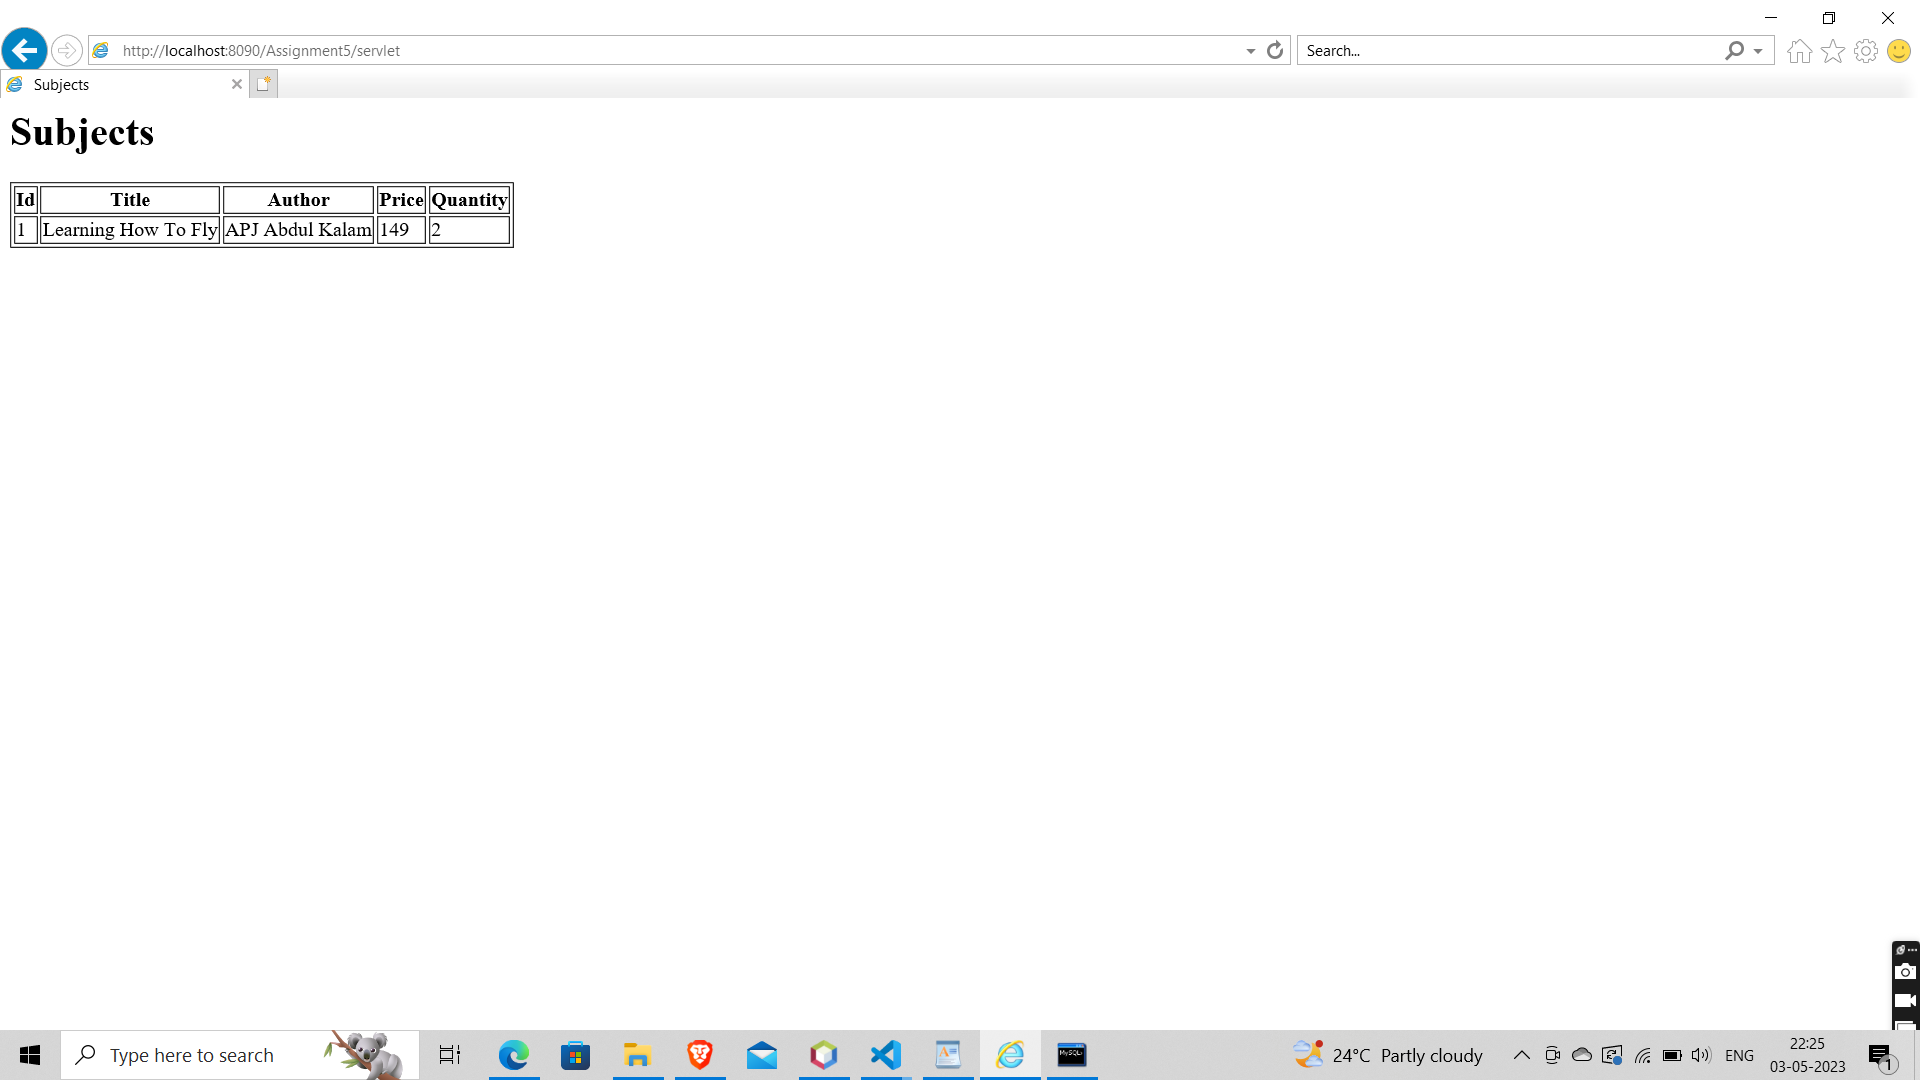 http://localhost:8090/Assignment5/servlet
Search...
Subjects
Subjects
Id Title Author Price Quantity
1 Learning How To Fly APJ Abdul Kalam 149 2
Type here to search
MySQL
24°C Partly cloudy
ENG
22:25
03-05-2023
1